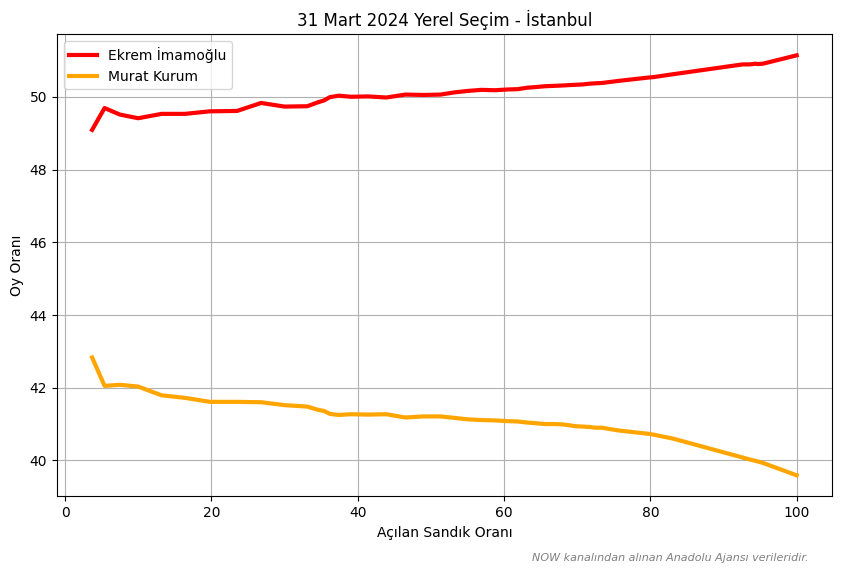 31 Mart 2024 Yerel Seçim - İstanbul
Ekrem İmamoğlu
Murat Kurum
Oy Oranı
50
48
46
44
42
40
0 20 40 60 80 100
Açılan Sandık Oranı
NOW kanalından alınan Anadolu Ajansı verileridir.